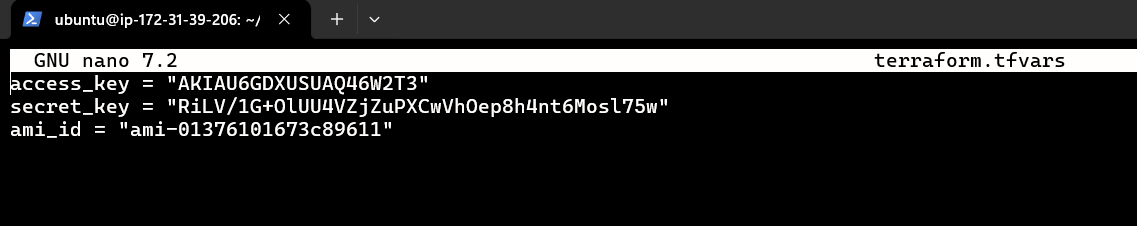 ubuntu@ip-172-31-39-206: ~/
GNU nano 7.2 terraform.tfvars
access_key = "AKIAU6GDXUSUAQ46W2T3"
secret_key = "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"
ami_id = "ami-01376101673c89611"